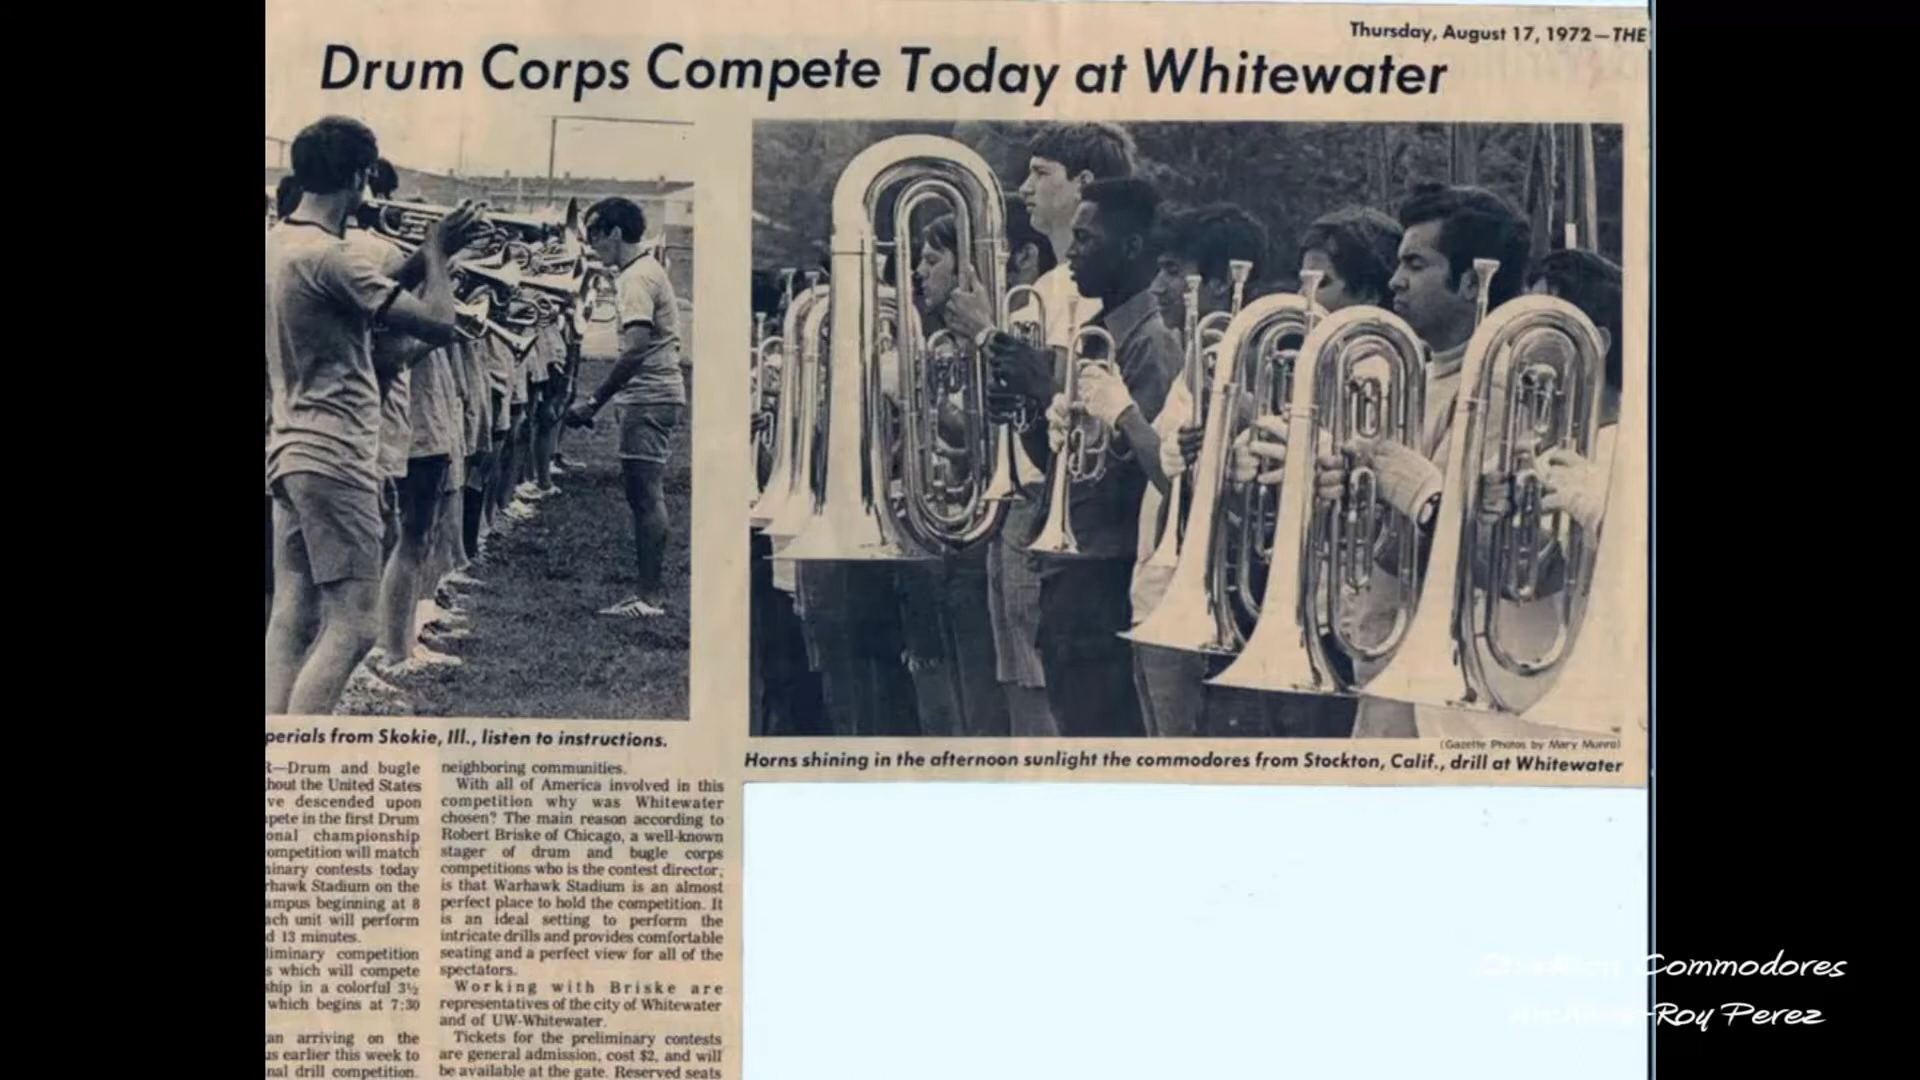 Thursday, August 17, 1972—THE
Drum Corps Compete Today at Whitewater
perials from Skokie, Ill., listen to instructions.
(Gazette Photos by Mary Munro)
Horns shining in the afternoon sunlight the commodores from Stockton, Calif., drill at Whitewater
R—Drum and bugle
hout the United States
ve descended upon
pete in the first Drum
onal championship
ompetition will match
ninary contests today
rhawk Stadium on the
ampus beginning at 8
ach unit will perform
d 13 minutes.
liminary competition
s which will compete
ship in a colorful 3½
which begins at 7:30
an arriving on the
us earlier this week to
nal drill competition.
neighboring communities.
With all of America involved in this
competition why was Whitewater
chosen? The main reason according to
Robert Briske of Chicago, a well-known
stager of drum and bugle corps
competitions who is the contest director,
is that Warhawk Stadium is an almost
perfect place to hold the competition. It
is an ideal setting to perform the
intricate drills and provides comfortable
seating and a perfect view for all of the
spectators.
Working with Briske are
representatives of the city of Whitewater
and of UW-Whitewater.
Tickets for the preliminary contests
are general admission, cost $2, and will
be available at the gate. Reserved seats
Commodores
Roy Perez